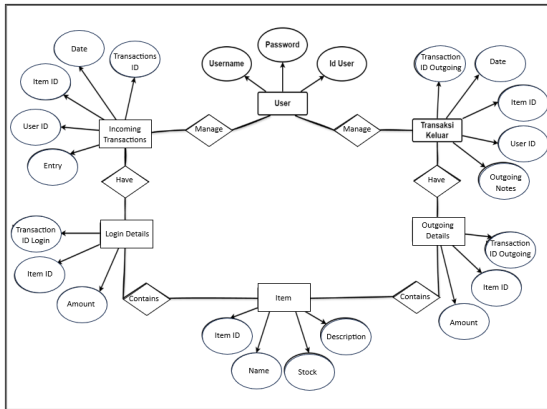 Password
Username
Id User
User
Date
Transactions
ID
Item ID
User ID
Entry
Incoming
Transactions
Manage
Manage
Transaction
ID Outgoing
Date
Item ID
User ID
Outgoing
Notes
Transaksi
Keluar
Have
Have
Login Details
Transaction
ID Login
Item ID
Amount
Contains
Item
Item ID
Name
Stock
Description
Contains
Outgoing
Details
Transaction
ID Outgoing
Item ID
Amount